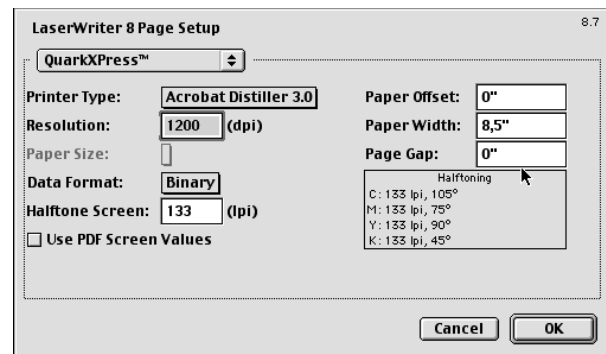 LaserWriter 8 Page Setup
8.7
QuarkXPress™
Printer Type: Acrobat Distiller 3.0
Resolution: 1200 (dpi)
Paper Size:
Data Format: Binary
Halftone Screen: 133 (lpi)
Use PDF Screen Values
Paper Offset: 0"
Paper Width: 8,5"
Page Gap: 0"
Halftoning
C: 133 lpi, 105°
M: 133 lpi, 75°
Y: 133 lpi, 90°
K: 133 lpi, 45°
Cancel
OK